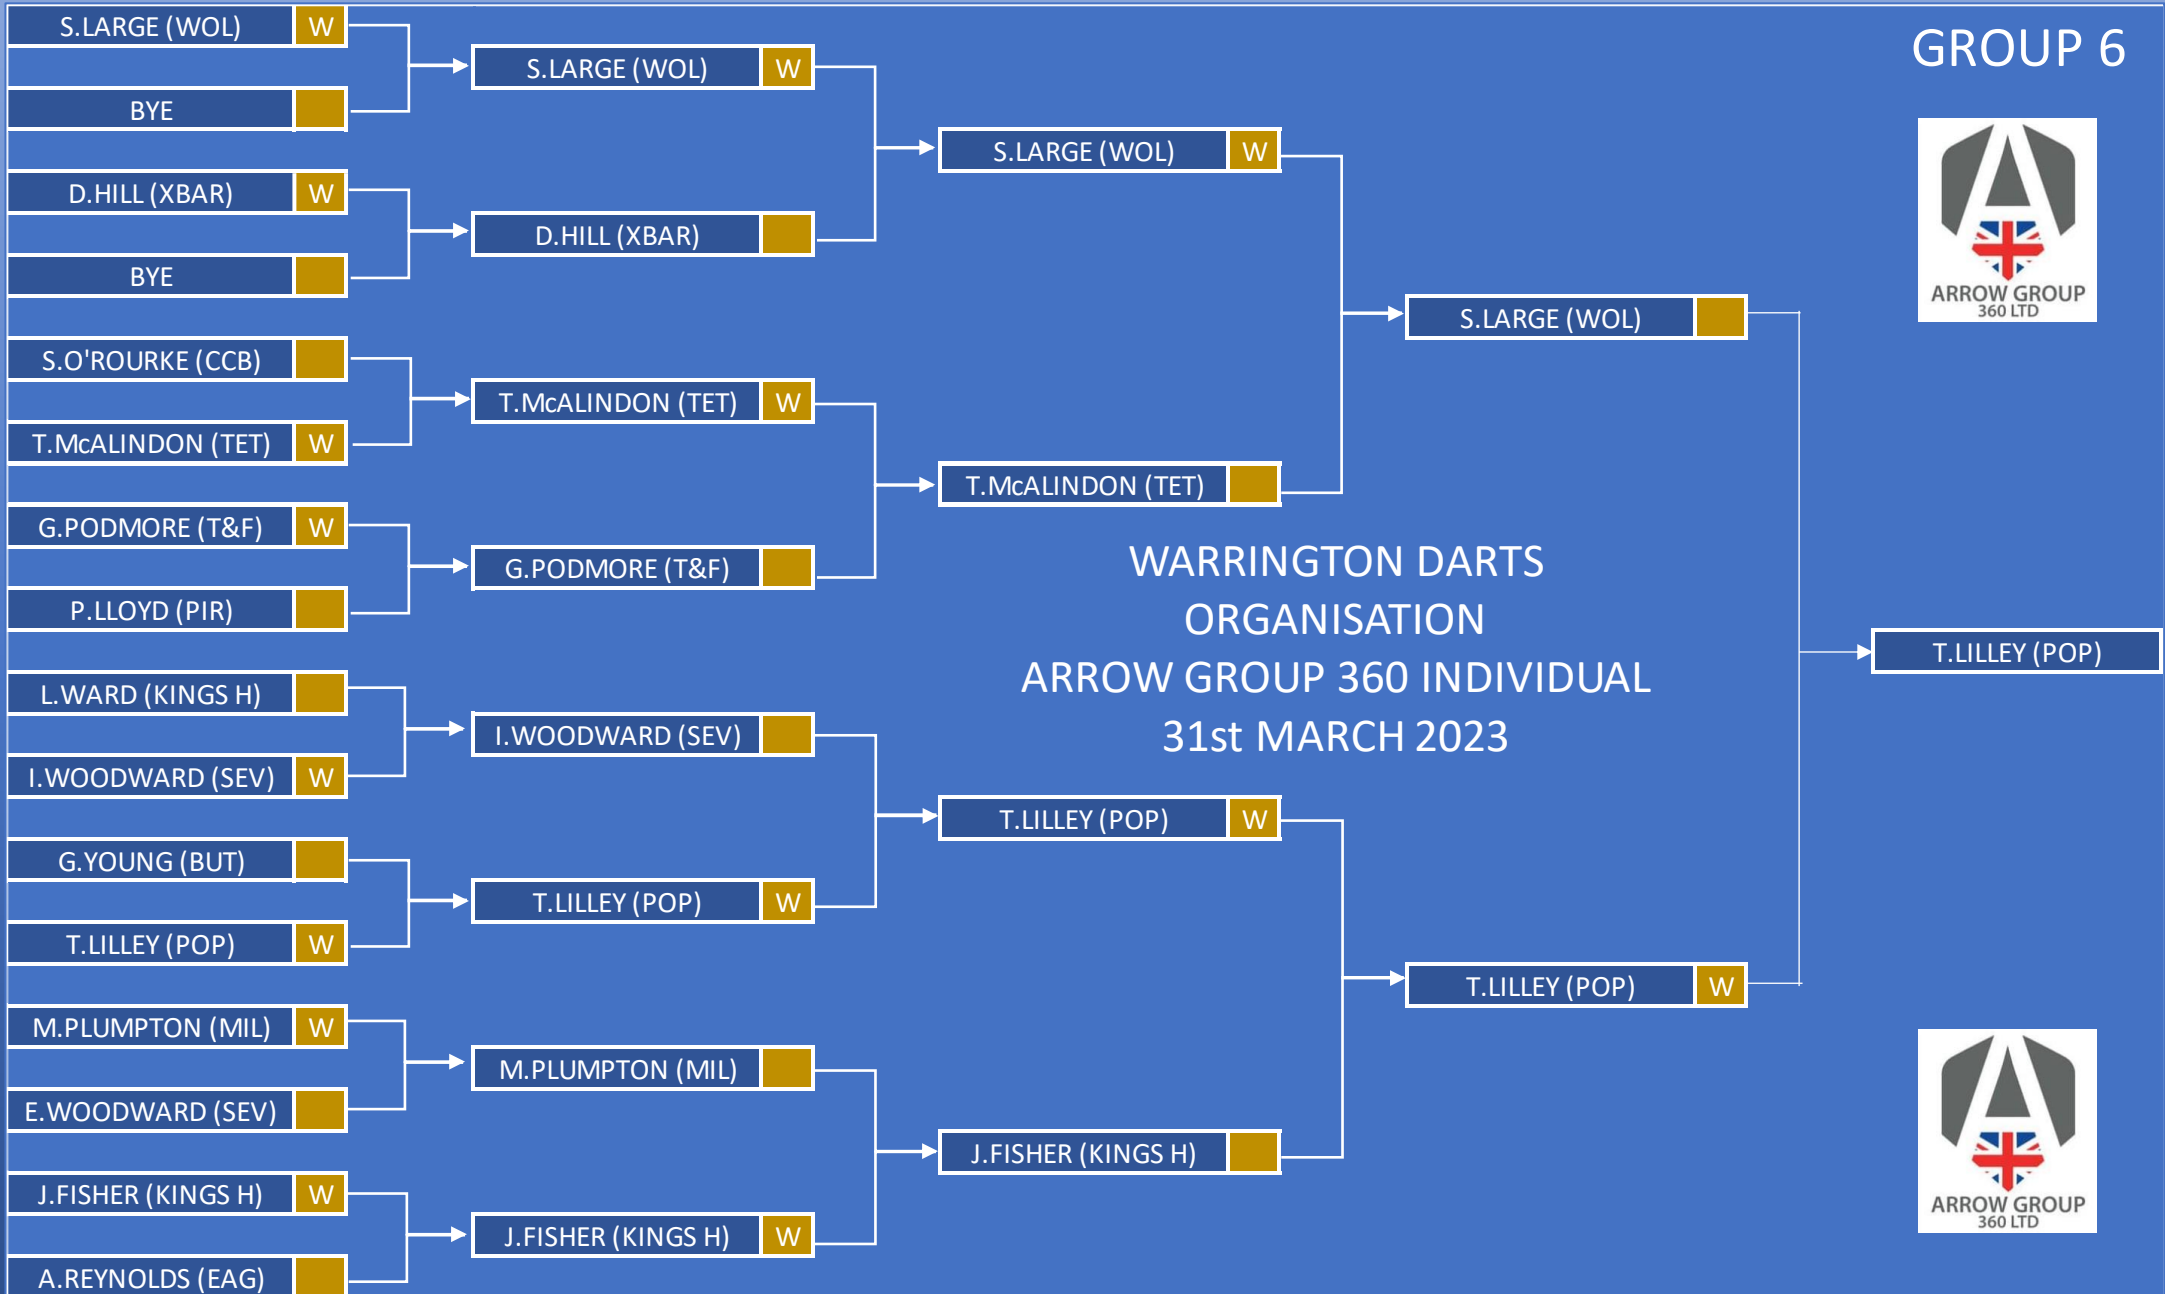 S.LARGE (WOL) W
BYE
D.HILL (XBAR) W
BYE
S.O'ROURKE (CCB)
T.McALINDON (TET) W
G.PODMORE (T&F) W
P.LLOYD (PIR)
L.WARD (KINGS H)
I.WOODWARD (SEV) W
G.YOUNG (BUT)
T.LILLEY (POP) W
M.PLUMPTON (MIL) W
E.WOODWARD (SEV)
J.FISHER (KINGS H) W
A.REYNOLDS (EAG)
S.LARGE (WOL) W
D.HILL (XBAR)
T.McALINDON (TET) W
G.PODMORE (T&F)
I.WOODWARD (SEV)
T.LILLEY (POP) W
M.PLUMPTON (MIL)
J.FISHER (KINGS H) W
S.LARGE (WOL) W
T.McALINDON (TET)
T.LILLEY (POP) W
J.FISHER (KINGS H)
S.LARGE (WOL)
T.LILLEY (POP) W
T.LILLEY (POP)
WARRINGTON DARTS
ORGANISATION
ARROW GROUP 360 INDIVIDUAL
31st MARCH 2023
GROUP 6
ARROW GROUP
360 LTD
ARROW GROUP
360 LTD